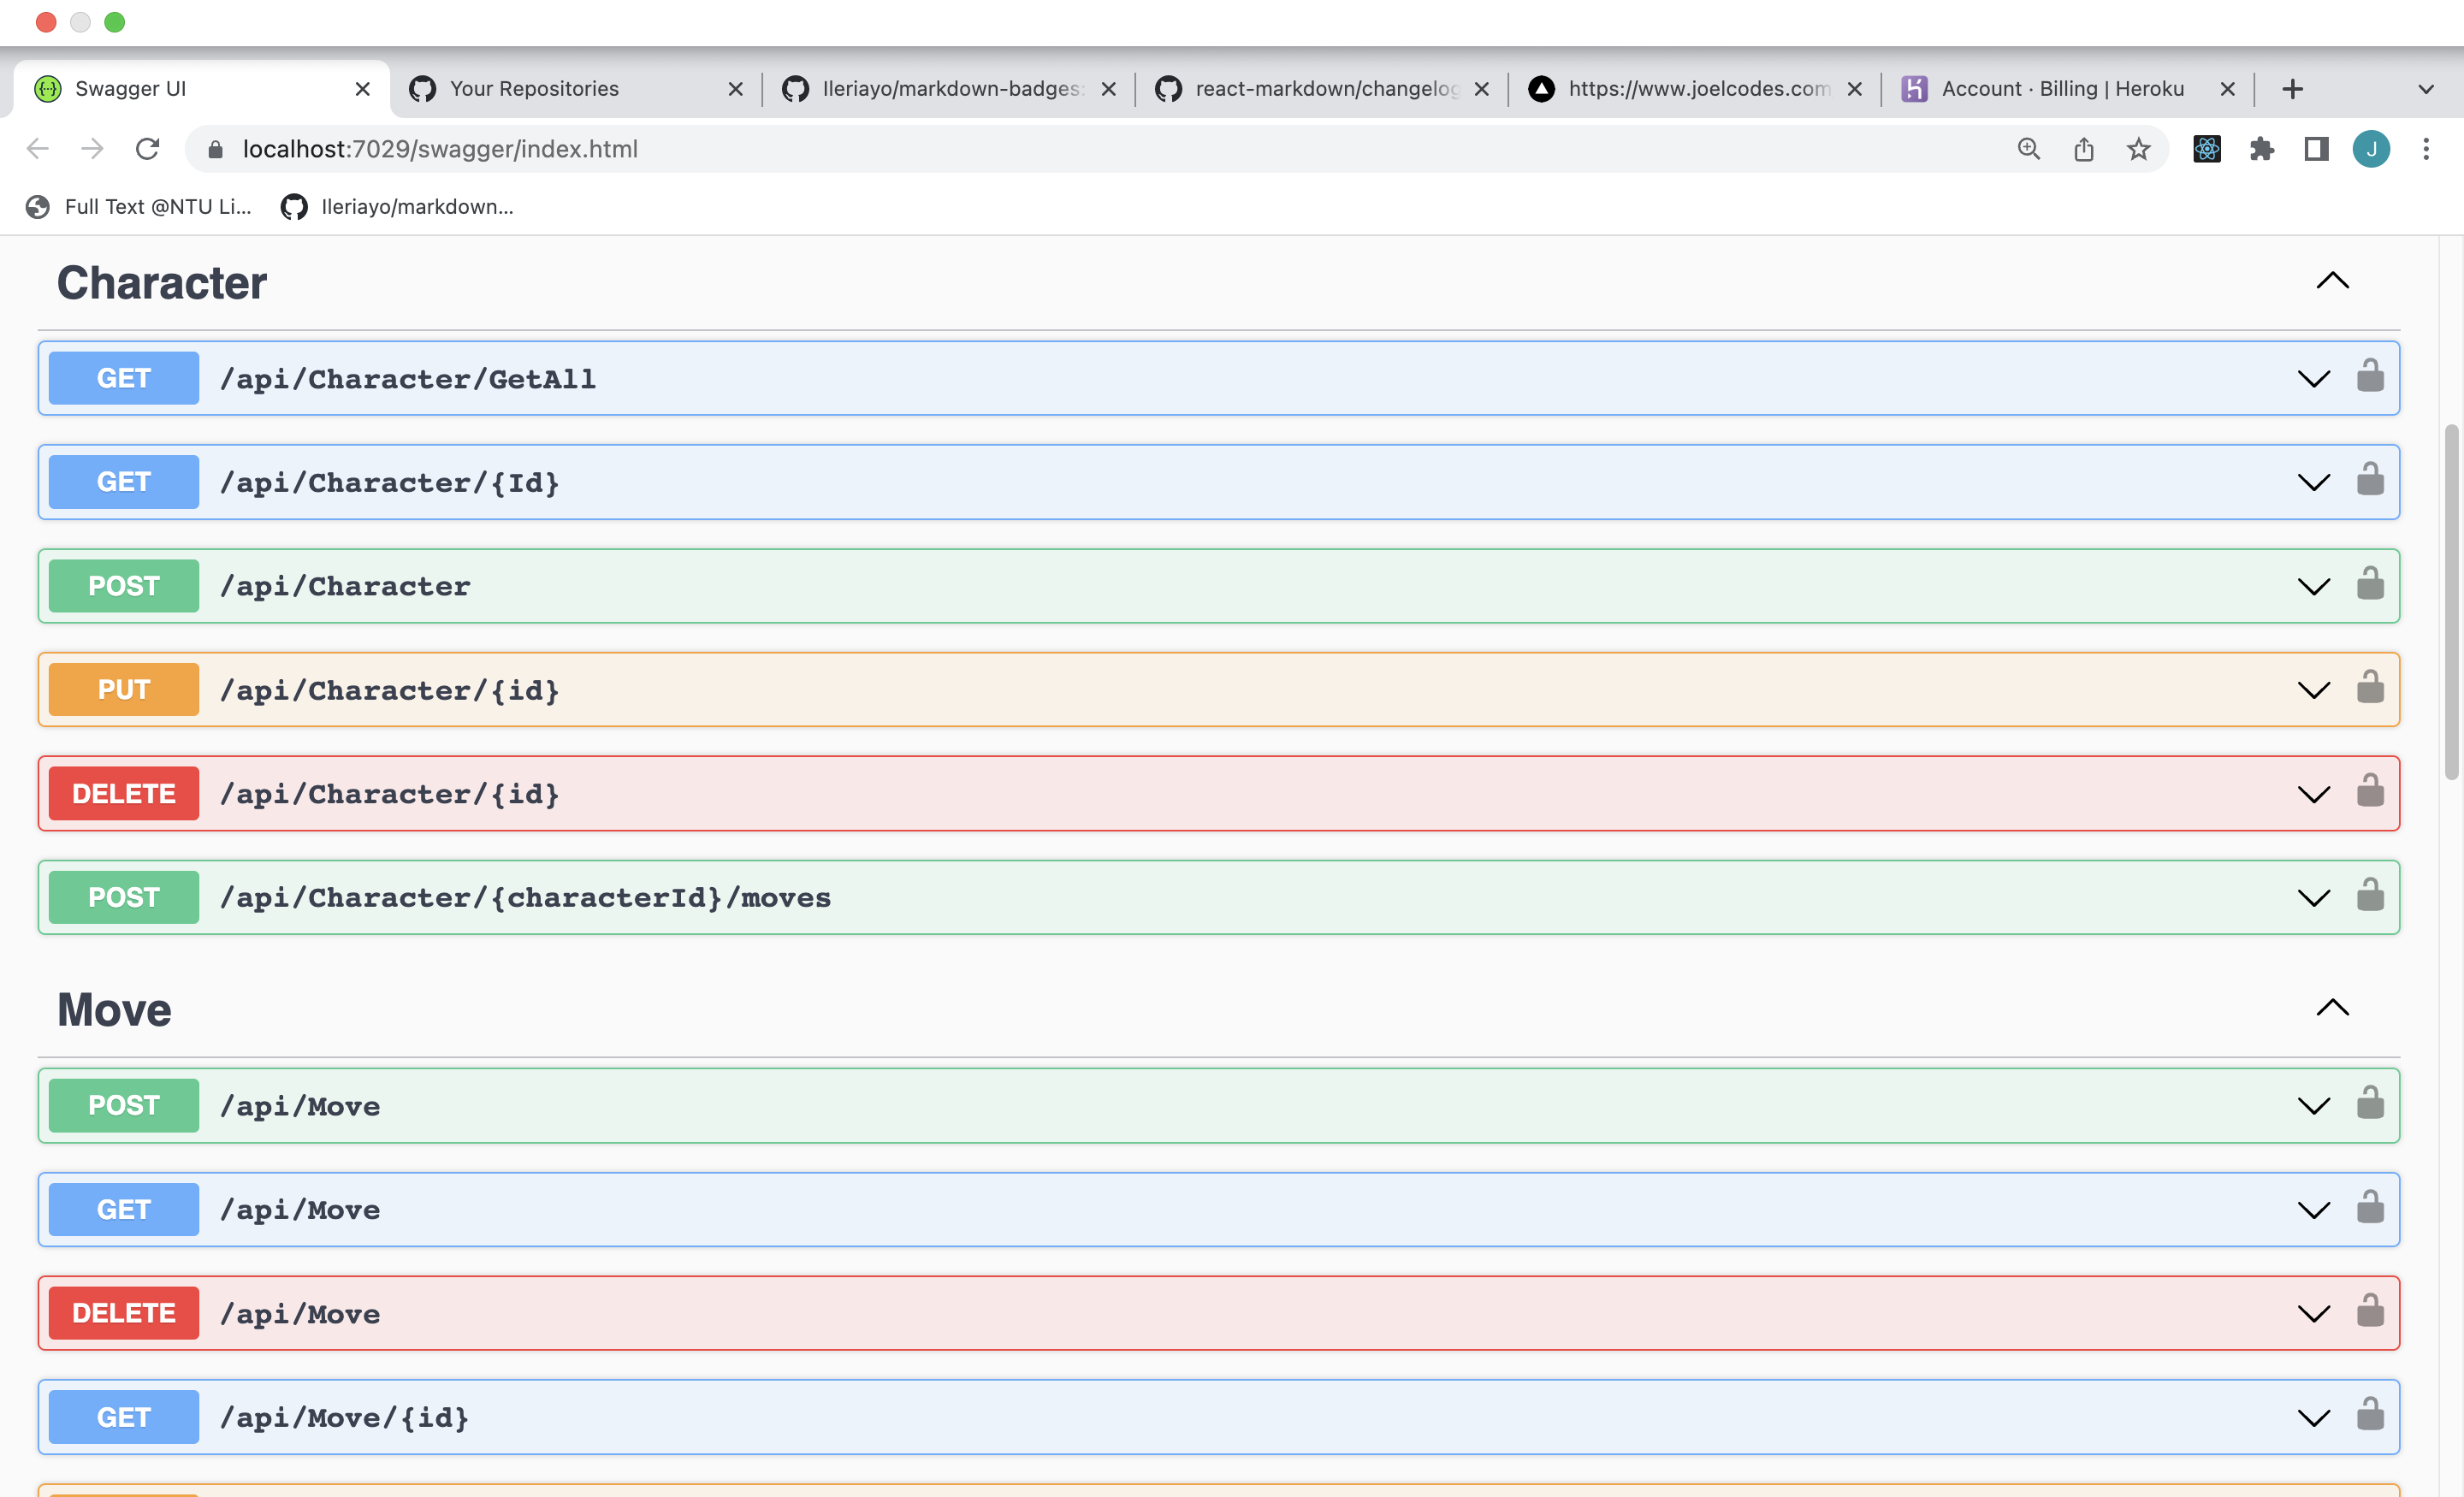 Swagger UI
Your Repositories
Ileriayo/markdown-badges:
react-markdown/changelog
https://www.joelcodes.com
Account · Billing | Heroku
localhost:7029/swagger/index.html
J
Full Text @NTU Li...
Ileriayo/markdown...
Character
GET /api/Character/GetAll
GET /api/Character/{Id}
POST /api/Character
PUT /api/Character/{id}
DELETE /api/Character/{id}
POST /api/Character/{characterId}/moves
Move
POST /api/Move
GET /api/Move
DELETE /api/Move
GET /api/Move/{id}